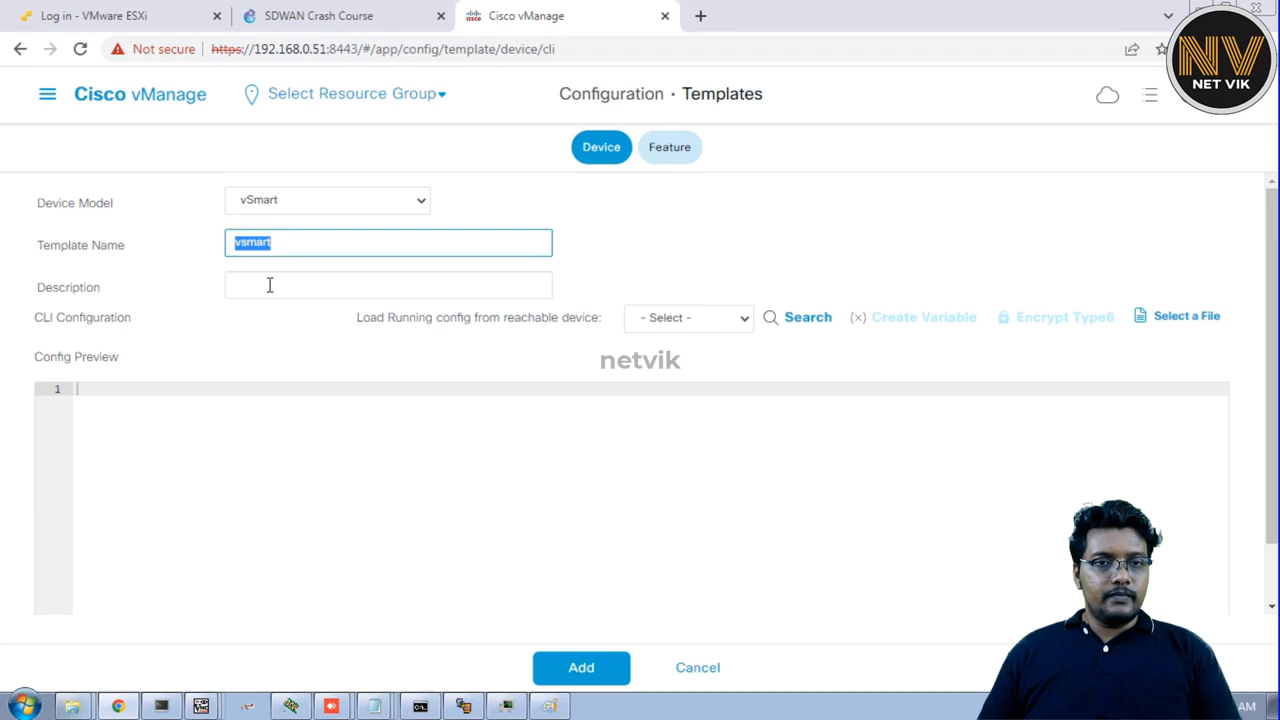 Log in - VMware ESXi
SDWAN Crash Course
Cisco vManage
Not secure
https://192.168.0.51:8443/#/app/config/template/device/cli
NV
NET VIK
Cisco vManage
Select Resource Group
Configuration · Templates
Device
Feature
Device Model
vSmart
Template Name
vsmart
Description
CLI Configuration
Load Running config from reachable device:
- Select -
Search
(x) Create Variable
Encrypt Type6
Select a File
Config Preview
netvik
1
Add
Cancel
AM